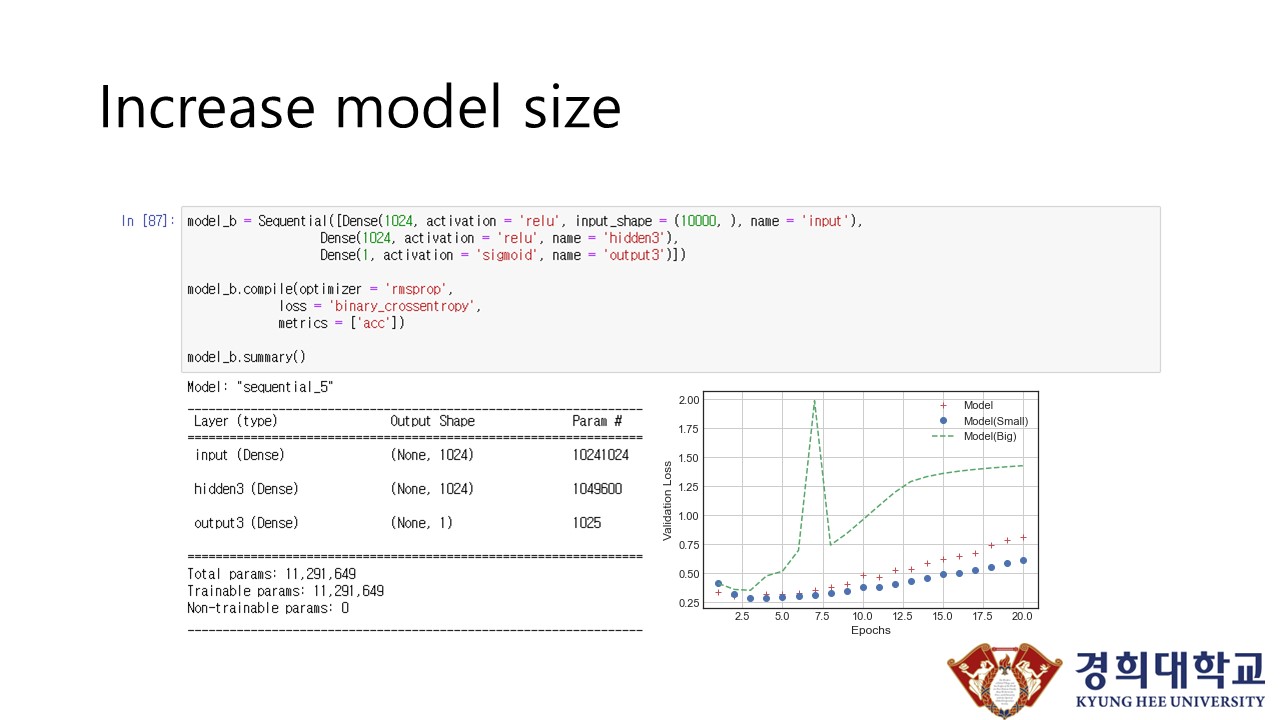 Increase model size
In [87]:
model_b = Sequential([Dense(1024, activation = 'relu', input_shape = (10000, ), name = 'input'),
Dense(1024, activation = 'relu', name = 'hidden3'),
Dense(1, activation = 'sigmoid', name = 'output3')])
model_b.compile(optimizer = 'rmsprop',
loss = 'binary_crossentropy',
metrics = ['acc'])
model_b.summary()
Model: "sequential_5"
Layer (type) Output Shape Param #
input (Dense) (None, 1024) 10241024
hidden3 (Dense) (None, 1024) 1049600
output3 (Dense) (None, 1) 1025
Total params: 11,291,649
Trainable params: 11,291,649
Non-trainable params: 0
Validation Loss
2.00
1.75
1.50
1.25
1.00
0.75
0.50
0.25
Model
Model(Small)
Model(Big)
2.5 5.0 7.5 10.0 12.5 15.0 17.5 20.0
Epochs
경희대학교
KYUNG HEE UNIVERSITY